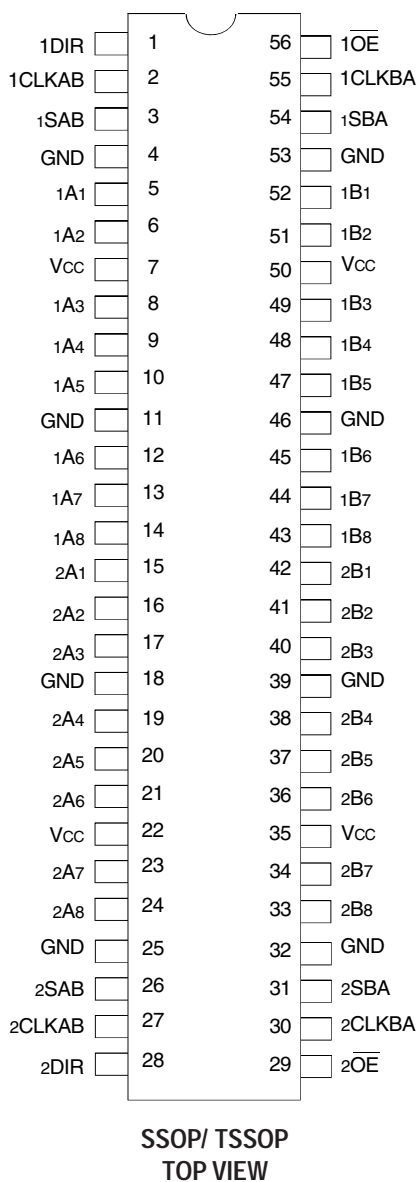 1DIR 1 56 1O̅E̅
1CLKAB 2 55 1CLKBA
1SAB 3 54 1SBA
GND 4 53 GND
1A1 5 52 1B1
1A2 6 51 1B2
VCC 7 50 VCC
1A3 8 49 1B3
1A4 9 48 1B4
1A5 10 47 1B5
GND 11 46 GND
1A6 12 45 1B6
1A7 13 44 1B7
1A8 14 43 1B8
2A1 15 42 2B1
2A2 16 41 2B2
2A3 17 40 2B3
GND 18 39 GND
2A4 19 38 2B4
2A5 20 37 2B5
2A6 21 36 2B6
VCC 22 35 VCC
2A7 23 34 2B7
2A8 24 33 2B8
GND 25 32 GND
2SAB 26 31 2SBA
2CLKAB 27 30 2CLKBA
2DIR 28 29 2O̅E̅
SSOP/ TSSOP
TOP VIEW